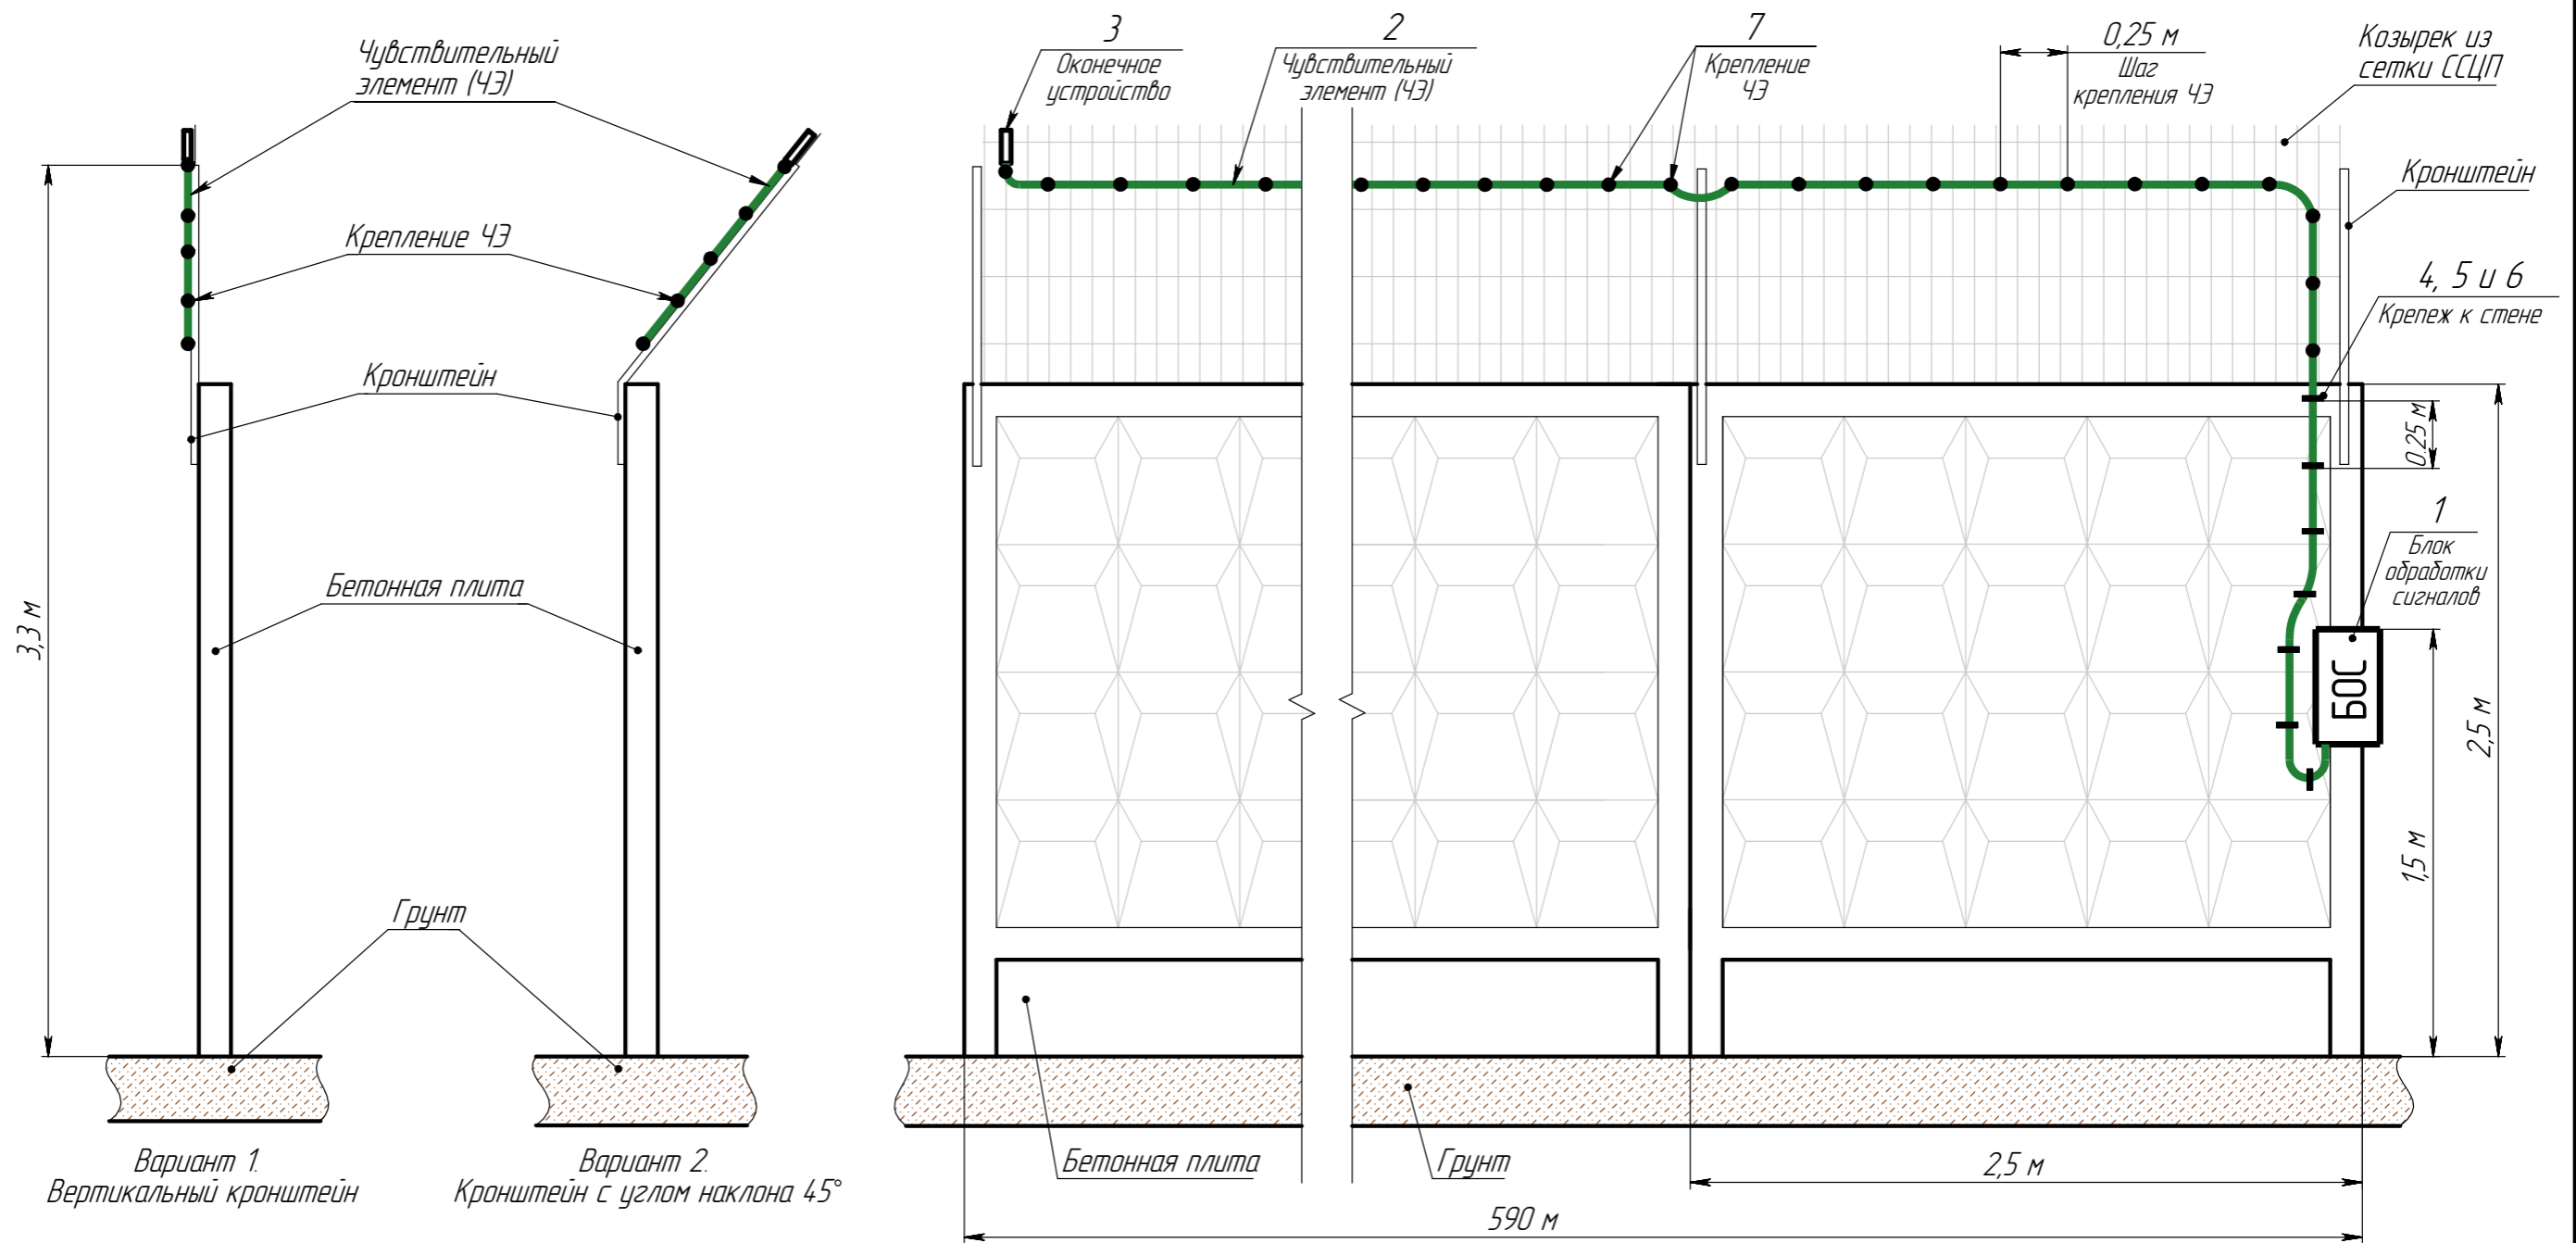 Чувствительный
элемент (ЧЭ)
Крепление ЧЭ
Кронштейн
Бетонная плита
Грунт
3,3 м
Вариант 1.
Вертикальный кронштейн
Вариант 2.
Кронштейн с углом наклона 45°
3
Оконечное
устройство
2
Чувствительный
элемент (ЧЭ)
7
Крепление
ЧЭ
0,25 м
Шаг
крепления ЧЭ
Козырек из
сетки ССЦП
Кронштейн
4, 5 и 6
Крепеж к стене
0.25 м
1
Блок
обработки
сигналов
БОС
2,5 м
1,5 м
Бетонная плита
Грунт
2,5 м
590 м